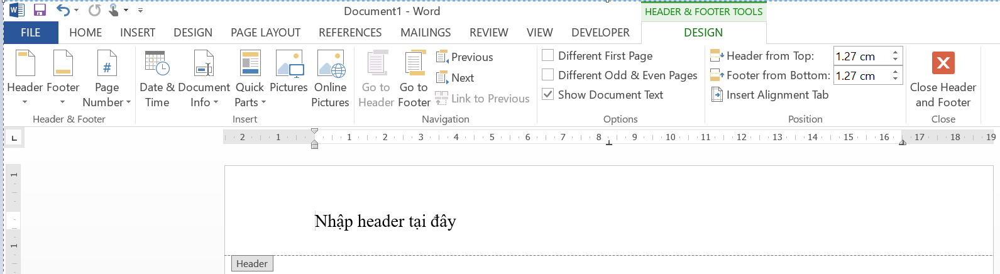 Document1 - Word
HEADER & FOOTER TOOLS
FILE HOME INSERT DESIGN PAGE LAYOUT REFERENCES MAILINGS REVIEW VIEW DEVELOPER DESIGN
Header
Footer
Page
Number
Header & Footer
Date &
Time
Document
Info
Quick
Parts
Pictures
Online
Pictures
Insert
Go to
Header
Go to
Footer
Previous
Next
Link to Previous
Navigation
Different First Page
Different Odd & Even Pages
Show Document Text
Options
Header from Top: 1.27 cm
Footer from Bottom: 1.27 cm
Insert Alignment Tab
Position
Close Header
and Footer
Close
2 1 1 2 3 4 5 6 7 8 9 10 11 12 13 14 15 16 17 18 19
1
1
Nhập header tại đây
Header